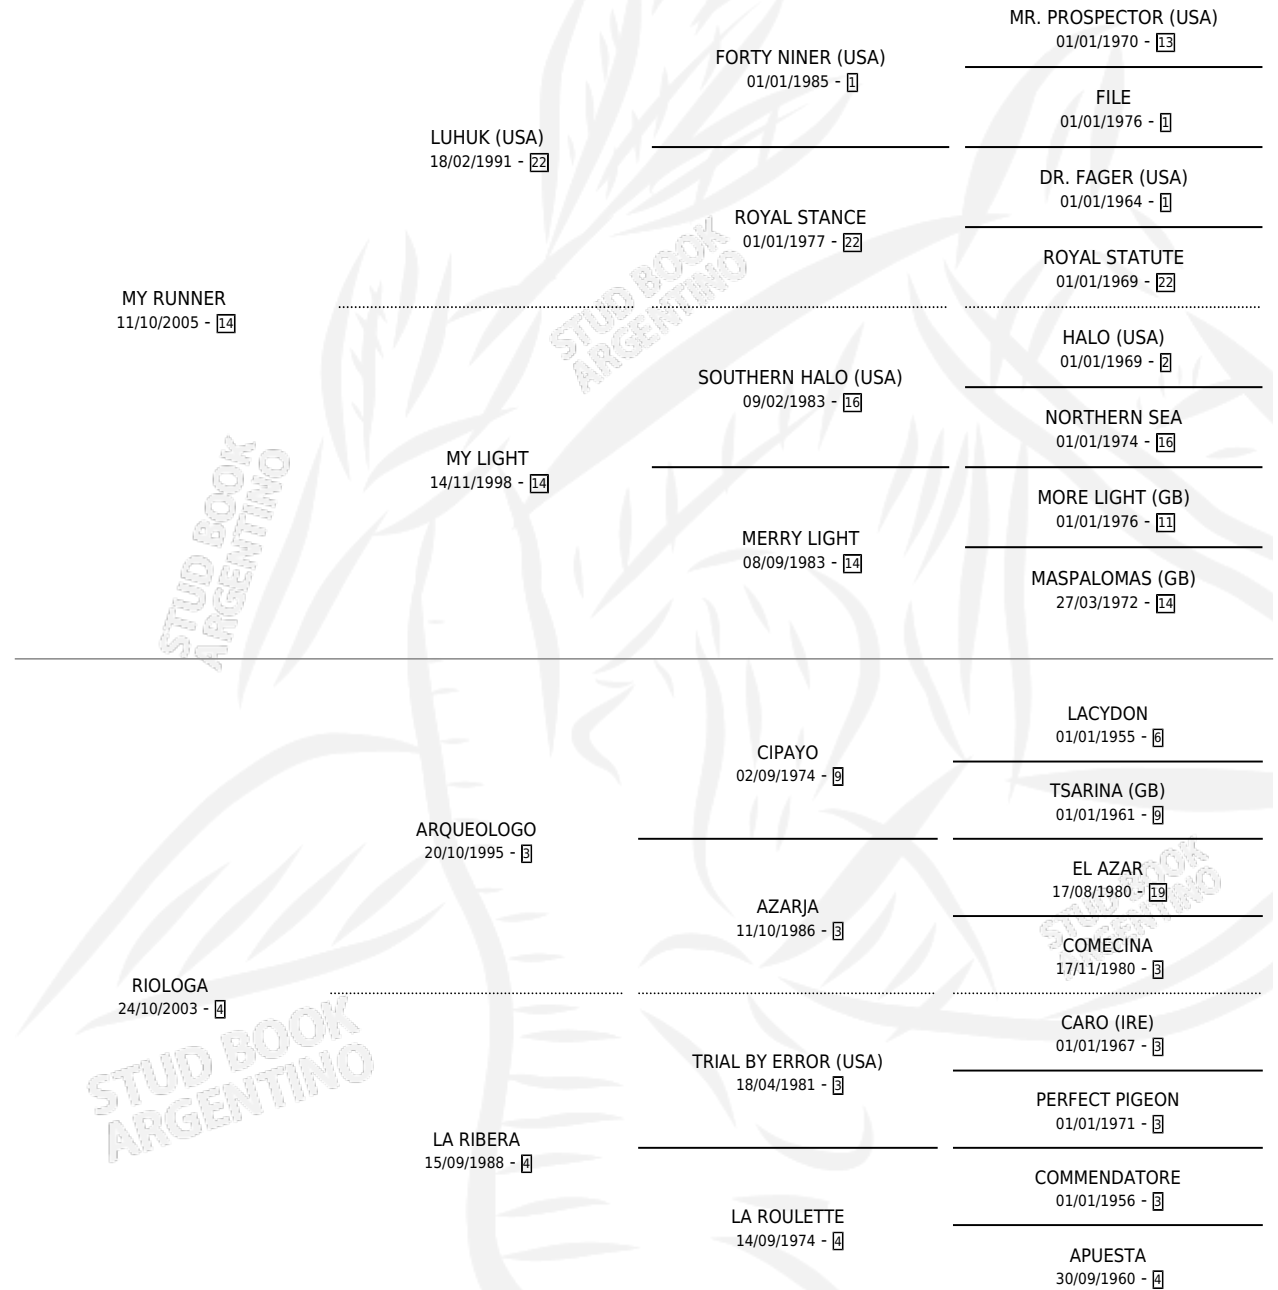 MR. PROSPECTOR (USA)
01/01/1970 - 13
FORTY NINER (USA)
01/01/1985 - 1
FILE
01/01/1976 - 1
LUHUK (USA)
18/02/1991 - 22
DR. FAGER (USA)
01/01/1964 - 1
ROYAL STANCE
01/01/1977 - 22
ROYAL STATUTE
01/01/1969 - 22
MY RUNNER
11/10/2005 - 14
HALO (USA)
01/01/1969 - 2
SOUTHERN HALO (USA)
09/02/1983 - 16
NORTHERN SEA
01/01/1974 - 16
MY LIGHT
14/11/1998 - 14
MORE LIGHT (GB)
01/01/1976 - 11
MERRY LIGHT
08/09/1983 - 14
MASPALOMAS (GB)
27/03/1972 - 14
LACYDON
01/01/1955 - 6
CIPAYO
02/09/1974 - 9
TSARINA (GB)
01/01/1961 - 9
ARQUEOLOGO
20/10/1995 - 3
EL AZAR
17/08/1980 - 19
AZARJA
11/10/1986 - 3
COMECINA
17/11/1980 - 3
RIOLOGA
24/10/2003 - 4
CARO (IRE)
01/01/1967 - 3
TRIAL BY ERROR (USA)
18/04/1981 - 3
PERFECT PIGEON
01/01/1971 - 3
LA RIBERA
15/09/1988 - 4
COMMENDATORE
01/01/1956 - 3
LA ROULETTE
14/09/1974 - 4
APUESTA
30/09/1960 - 4
STUD BOOK
ARGENTINO
STUD BOOK
ARGENTINO
STUD BOOK
ARGENTINO
STUD BOOK
ARGENTINO